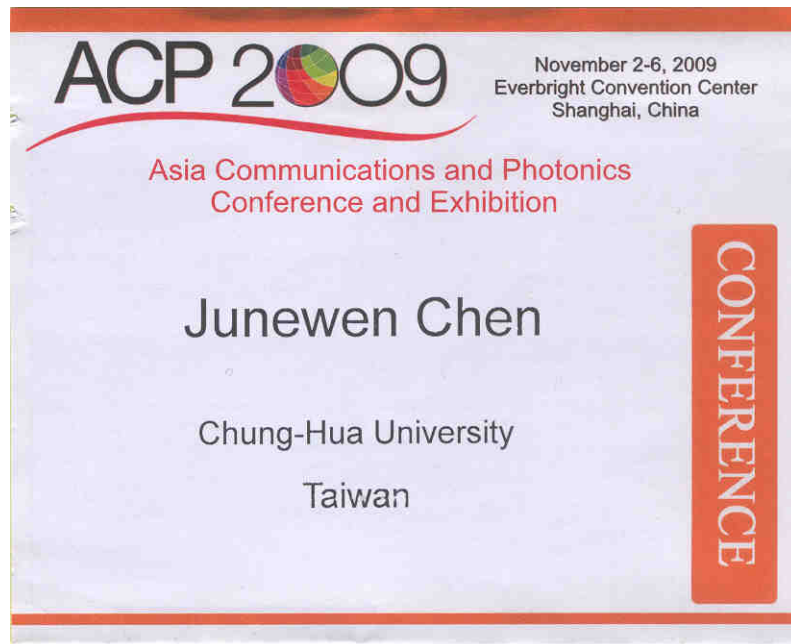 ACP 2009
November 2-6, 2009
Everbright Convention Center
Shanghai, China
Asia Communications and Photonics
Conference and Exhibition
Junewen Chen
Chung-Hua University
Taiwan
CONFERENCE